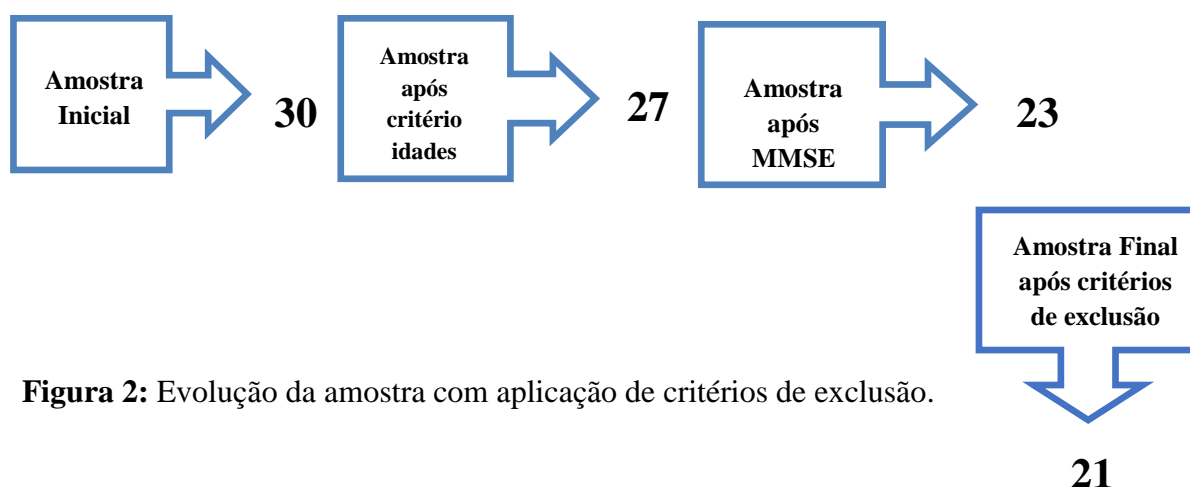 Amostra
Inicial
30
Amostra
após
critério
idades
27
Amostra
após
MMSE
23
Amostra Final
após critérios
de exclusão
21
Figura 2: Evolução da amostra com aplicação de critérios de exclusão.